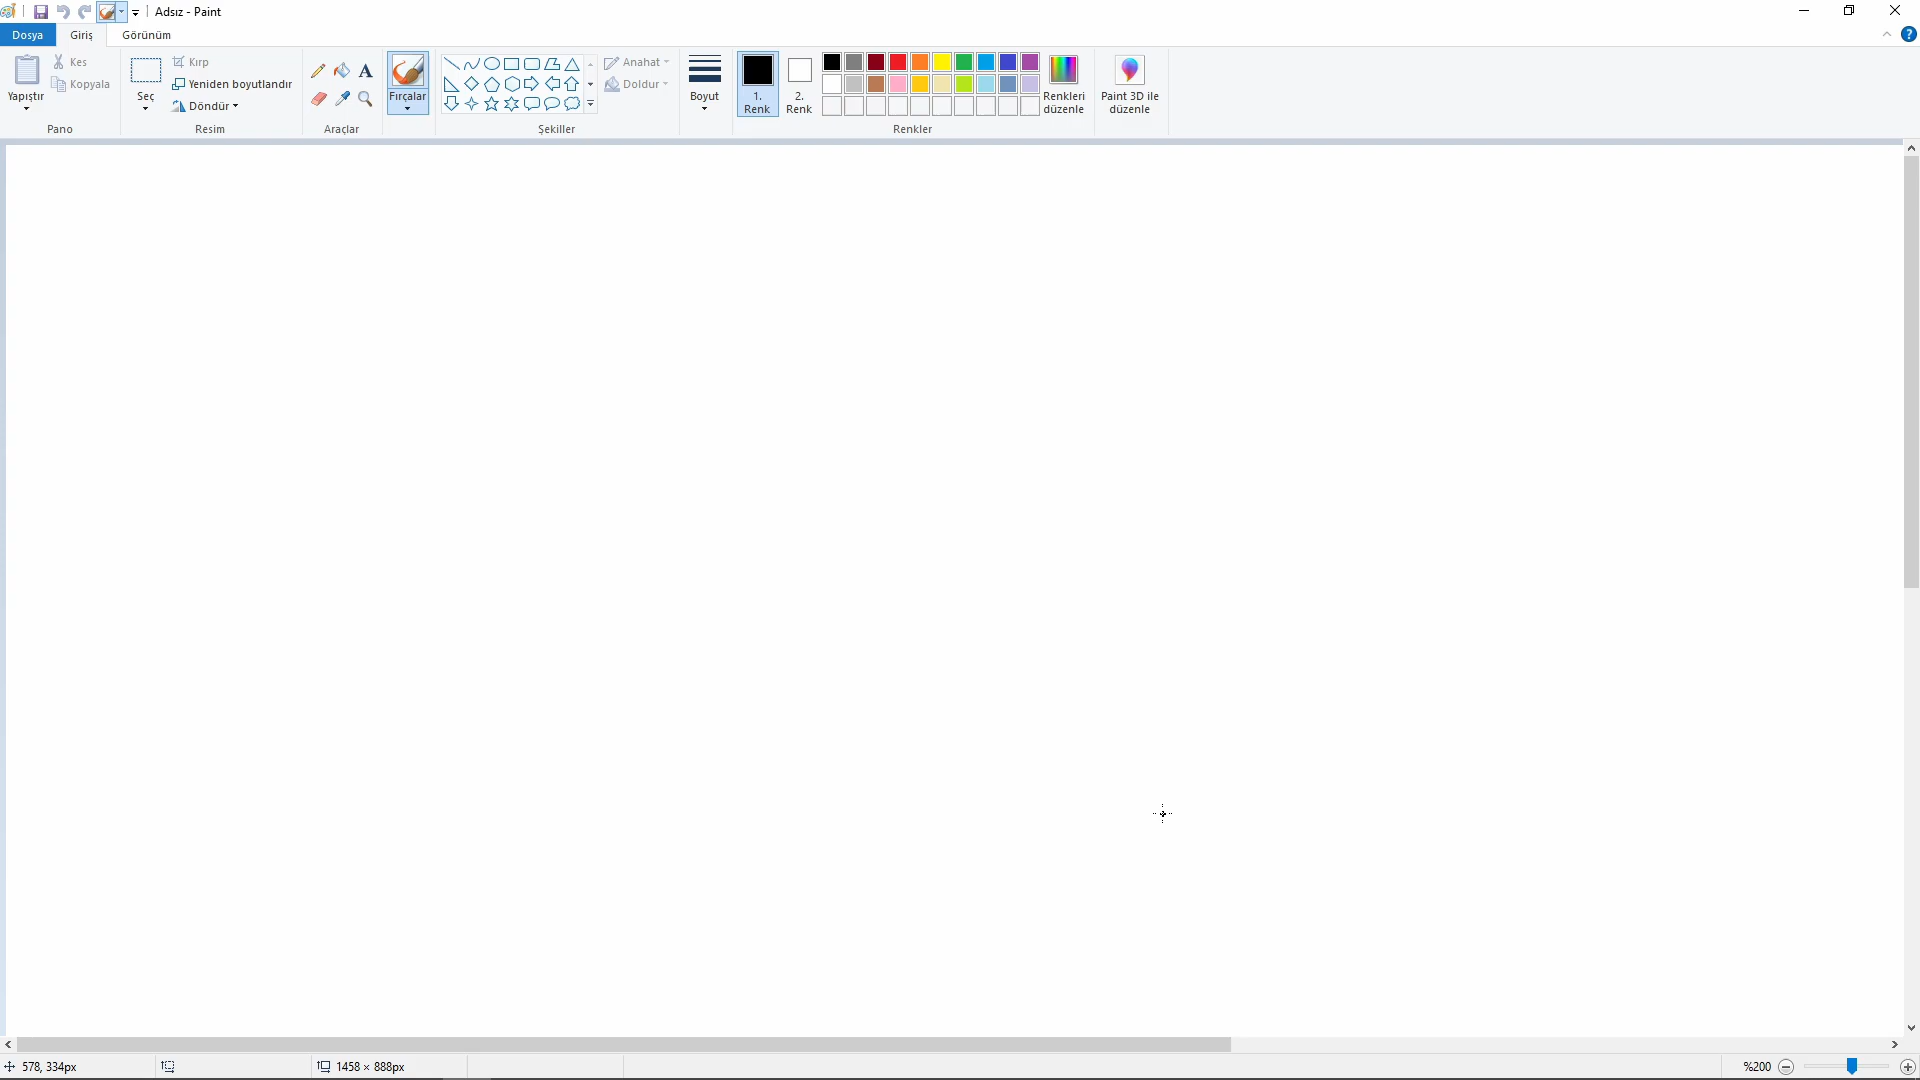 Adsız - Paint
Dosya Giriş Görünüm
Yapıştır
Kes
Kopyala
Pano
Seç
Kırp
Yeniden boyutlandır
Döndür
Resim
A
Araçlar
Fırçalar
Anahat
Doldur
Şekiller
Boyut
1.
Renk
2.
Renk
Renkleri
düzenle
Renkler
Paint 3D ile
düzenle
?
578, 334px
1458 × 888px
%200